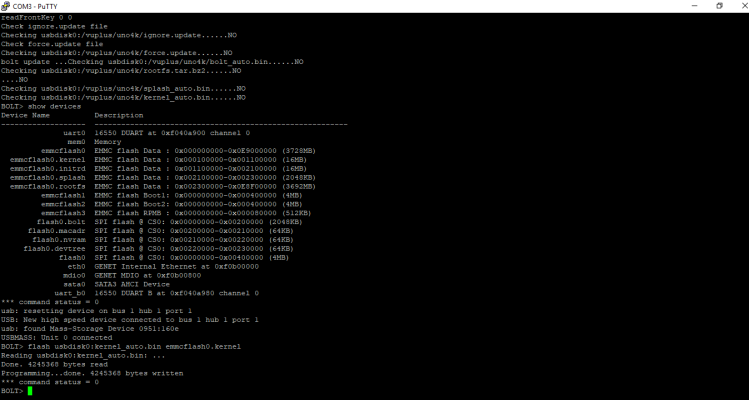 COM3 - PuTTY
readFrontKey 0 0
Check ignore.update file
Checking usbdisk0:/vuplus/uno4k/ignore.update......NO
Check force.update file
Checking usbdisk0:/vuplus/uno4k/force.update......NO
bolt update ...Checking usbdisk0:/vuplus/uno4k/bolt_auto.bin......NO
Checking usbdisk0:/vuplus/uno4k/rootfs.tar.bz2......NO
....NO
Checking usbdisk0:/vuplus/uno4k/splash_auto.bin......NO
Checking usbdisk0:/vuplus/uno4k/kernel_auto.bin......NO
BOLT> show devices
Device Name          Description
-------------------  ---------------------------------------------------------
uart0  16550 DUART at 0xf040a900 channel 0
mem0  Memory
emmcflash0  EMMC flash Data : 0x000000000-0x0E9000000 (3728MB)
emmcflash0.kernel  EMMC flash Data : 0x000100000-0x001100000 (16MB)
emmcflash0.initrd  EMMC flash Data : 0x001100000-0x002100000 (16MB)
emmcflash0.splash  EMMC flash Data : 0x002100000-0x002300000 (2048KB)
emmcflash0.rootfs  EMMC flash Data : 0x002300000-0x0E8F00000 (3692MB)
emmcflash1  EMMC flash Boot1: 0x000000000-0x000400000 (4MB)
emmcflash2  EMMC flash Boot2: 0x000000000-0x000400000 (4MB)
emmcflash3  EMMC flash RPMB : 0x000000000-0x000080000 (512KB)
flash0.bolt  SPI flash @ CS0: 0x00000000-0x00200000 (2048KB)
flash0.macadr  SPI flash @ CS0: 0x00200000-0x00210000 (64KB)
flash0.nvram  SPI flash @ CS0: 0x00210000-0x00220000 (64KB)
flash0.devtree  SPI flash @ CS0: 0x00220000-0x00230000 (64KB)
flash0  SPI flash @ CS0: 0x00000000-0x00400000 (4MB)
eth0  GENET Internal Ethernet at 0xf0b00000
mdio0  GENET MDIO at 0xf0b00800
sata0  SATA3 AHCI Device
uart_b0  16550 DUART B at 0xf040a980 channel 0
*** command status = 0
usb: resetting device on bus 1 hub 1 port 1
USB: New high speed device connected to bus 1 hub 1 port 1
usb: found Mass-Storage Device 0951:160e
USBMASS: Unit 0 connected
BOLT> flash usbdisk0:kernel_auto.bin emmcflash0.kernel
Reading usbdisk0:kernel_auto.bin: ...
Done. 4245368 bytes read
Programming...done. 4245368 bytes written
*** command status = 0
BOLT>